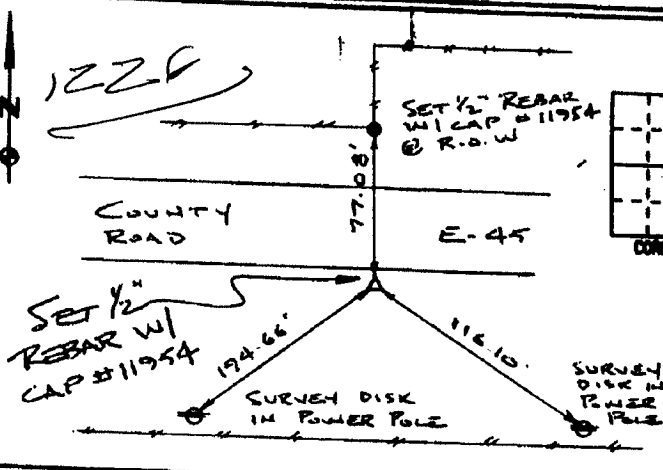 N
SET 1/2" REBAR
W/ CAP #11954
@ R.O.W
77.08'
COUNTY
ROAD
E-45
SET 1/2"
REBAR W/
CAP #11954
194.66'
116.10'
SURVEY DISK
IN POWER POLE
SURVEY
DISK IN
POWER
POLE